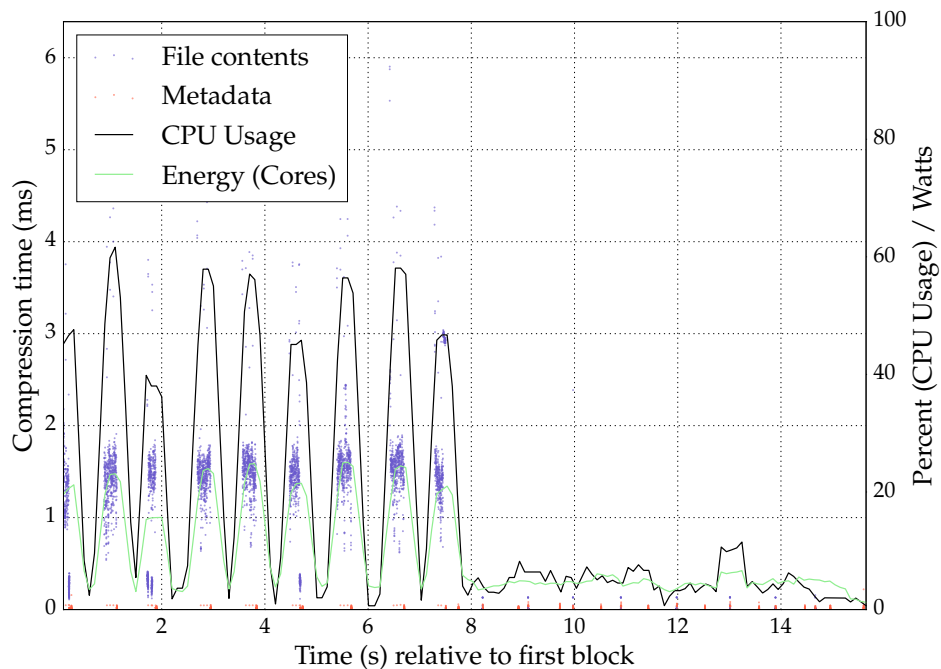 File contents
Metadata
CPU Usage
Energy (Cores)
Compression time (ms)
0
1
2
3
4
5
6
Percent (CPU Usage) / Watts
0
20
40
60
80
100
2 4 6 8 10 12 14
Time (s) relative to first block